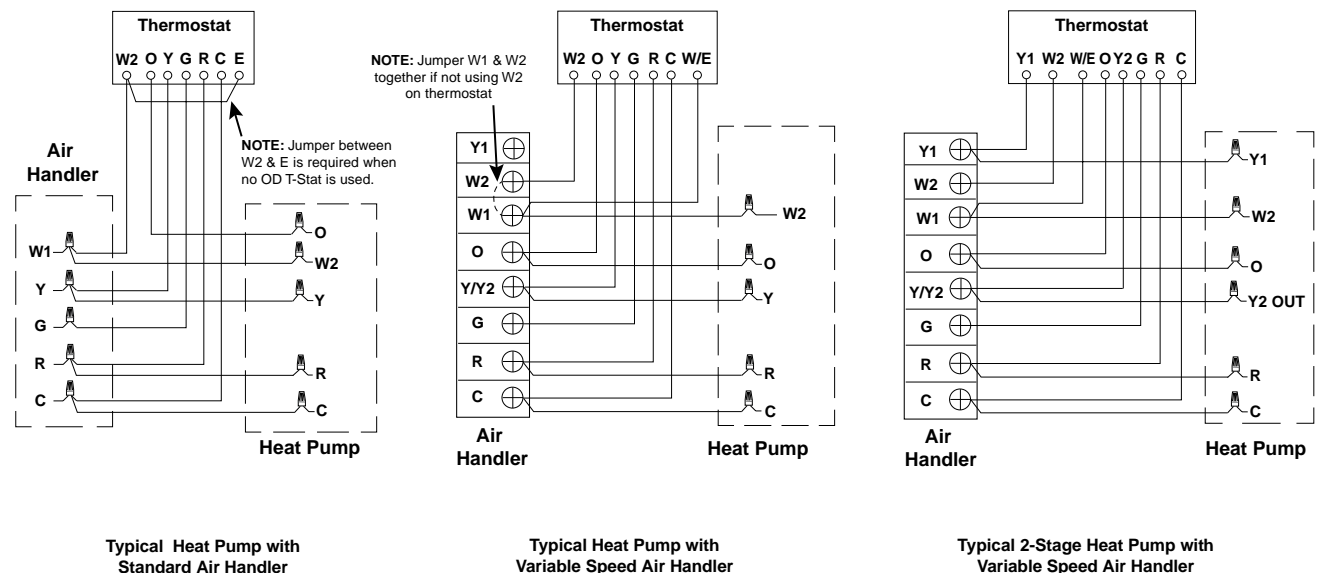 Thermostat
W2 O Y G R C E
NOTE: Jumper between
W2 & E is required when
no OD T-Stat is used.
Air
Handler
W1
Y
G
R
C
O
W2
Y
R
C
Heat Pump
Typical Heat Pump with
Standard Air Handler
NOTE: Jumper W1 & W2
together if not using W2
on thermostat
Thermostat
W2 O Y G R C W/E
Y1
W2
W1
O
Y/Y2
G
R
C
Air
Handler
W2
O
Y
R
C
Heat Pump
Typical Heat Pump with
Variable Speed Air Handler
Thermostat
Y1 W2 W/E O Y2 G R C
Y1
W2
W1
O
Y/Y2
G
R
C
Air
Handler
Y1
W2
O
Y2 OUT
R
C
Heat Pump
Typical 2-Stage Heat Pump with
Variable Speed Air Handler